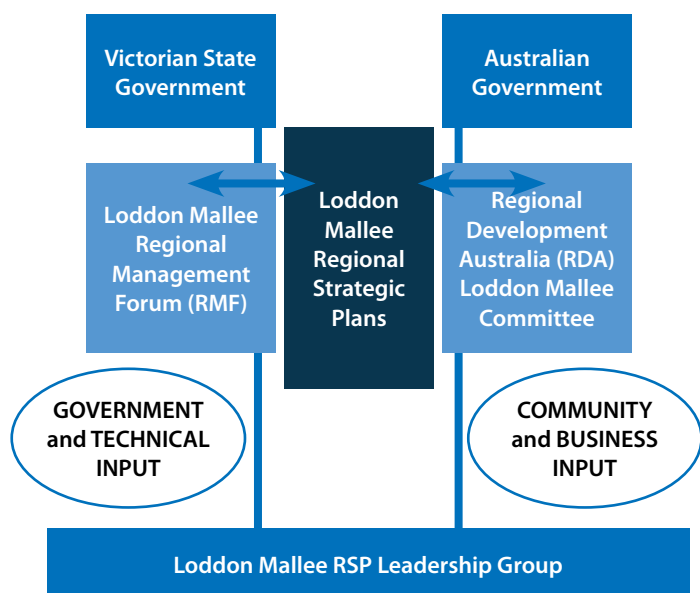 Victorian State
Government
Australian
Government
Loddon Mallee
Regional
Management
Forum (RMF)
Loddon
Mallee
Regional
Strategic
Plans
Regional
Development
Australia (RDA)
Loddon Mallee
Committee
GOVERNMENT
and TECHNICAL
INPUT
COMMUNITY
and BUSINESS
INPUT
Loddon Mallee RSP Leadership Group